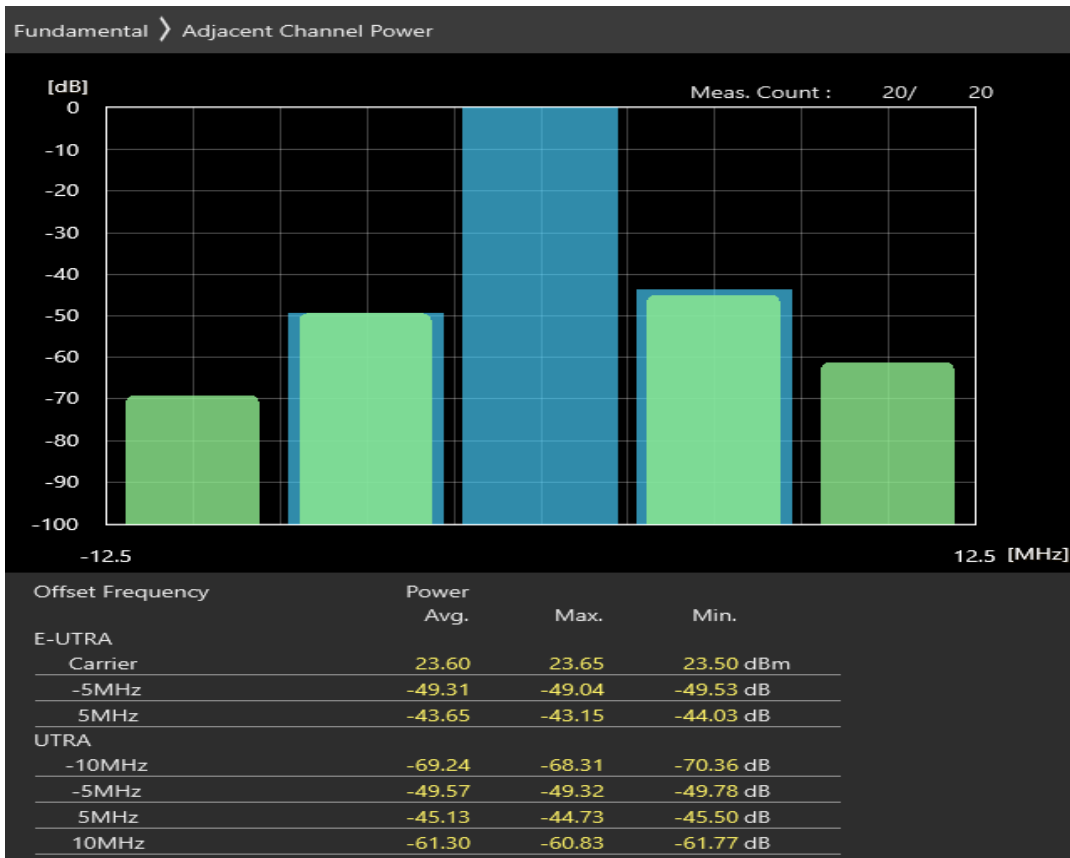 Fundamental 〉 Adjacent Channel Power
[dB]
Meas. Count : 20/ 20
0
-10
-20
-30
-40
-50
-60
-70
-80
-90
-100
-12.5 12.5 [MHz]
Offset Frequency Power
Avg. Max. Min.
E-UTRA
Carrier 23.60 23.65 23.50 dBm
-5MHz -49.31 -49.04 -49.53 dB
5MHz -43.65 -43.15 -44.03 dB
UTRA
-10MHz -69.24 -68.31 -70.36 dB
-5MHz -49.57 -49.32 -49.78 dB
5MHz -45.13 -44.73 -45.50 dB
10MHz -61.30 -60.83 -61.77 dB